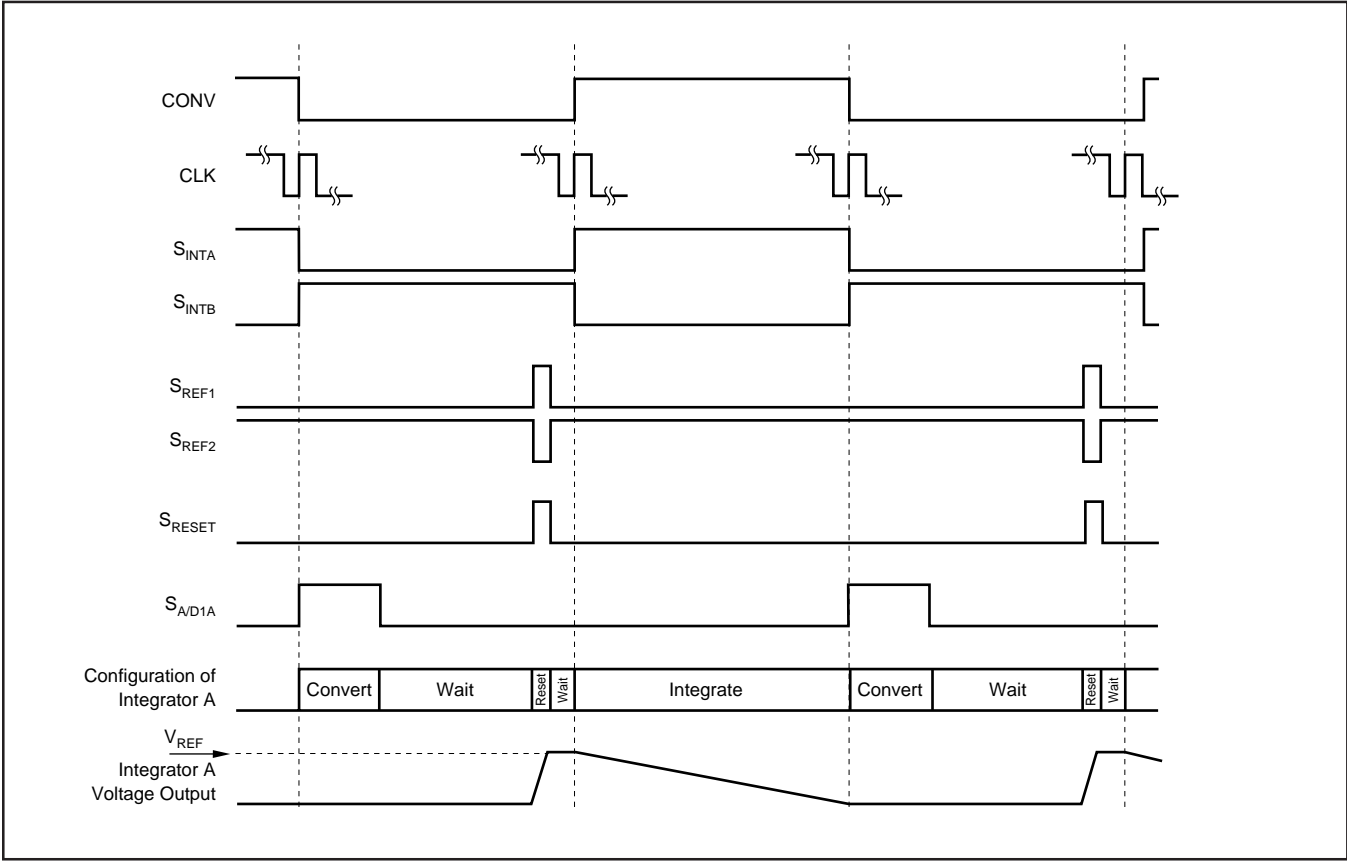 CONV
CLK
SINTA
SINTB
SREF1
SREF2
SRESET
SA/D1A
Configuration of
Integrator A
Convert Wait Reset Wait Integrate Convert Wait Reset Wait
VREF
Integrator A
Voltage Output